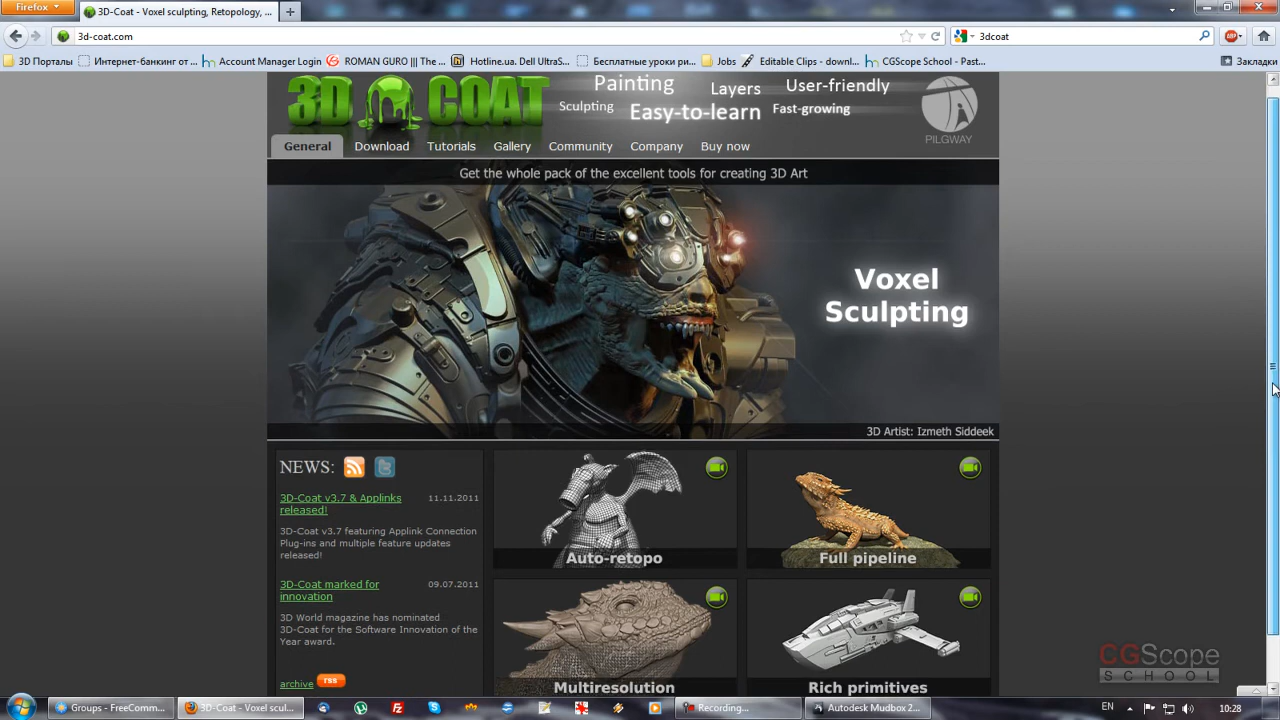 Firefox
3D-Coat - Voxel sculpting, Retopology, ...
3d-coat.com
3dcoat
ABP
3D Порталы
Интернет-банкинг от ...
Account Manager Login
ROMAN GURO ||| The ...
Hotline.ua. Dell UltraS...
Бесплатные уроки ри...
Jobs
Editable Clips - downl...
CGScope School - Past...
Закладки
3D COAT
Painting
Layers
User-friendly
Sculpting
Easy-to-learn
Fast-growing
PILGWAY
General
Download
Tutorials
Gallery
Community
Company
Buy now
Get the whole pack of the excellent tools for creating 3D Art
Voxel
Sculpting
3D Artist: Izmeth Siddeek
NEWS:
3D-Coat v3.7 & Applinks
released!
11.11.2011
3D-Coat v3.7 featuring Applink Connection
Plug-ins and multiple feature updates
released!
3D-Coat marked for
innovation
09.07.2011
3D World magazine has nominated
3D-Coat for the Software Innovation of the
Year award.
archive
rss
Auto-retopo
Full pipeline
Multiresolution
Rich primitives
CGScope
SCHOOL
Groups - FreeComm...
3D-Coat - Voxel scul...
Recording...
Autodesk Mudbox 2...
EN
10:28